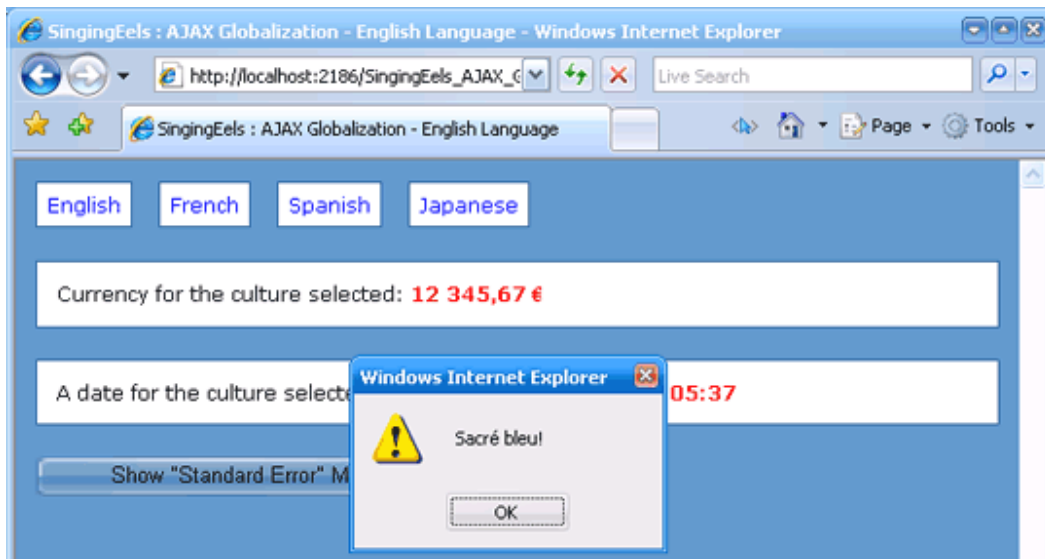 SingingEels : AJAX Globalization - English Language - Windows Internet Explorer
http://localhost:2186/SingingEels_AJAX_G
Live Search
SingingEels : AJAX Globalization - English Language
Page
Tools
English French Spanish Japanese
Currency for the culture selected: 12 345,67 €
Windows Internet Explorer
A date for the culture selecte 05:37
Sacré bleu!
Show "Standard Error" M
OK